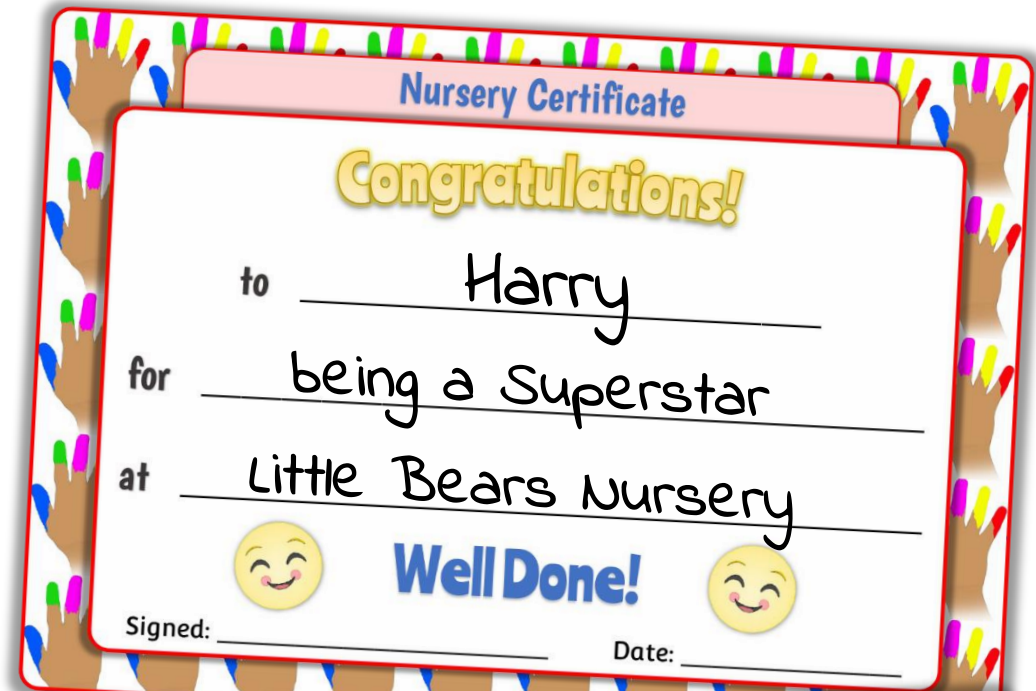 Nursery Certificate
Congratulations!
to Harry
for being a Superstar
at Little Bears Nursery
Well Done!
Signed: Date: